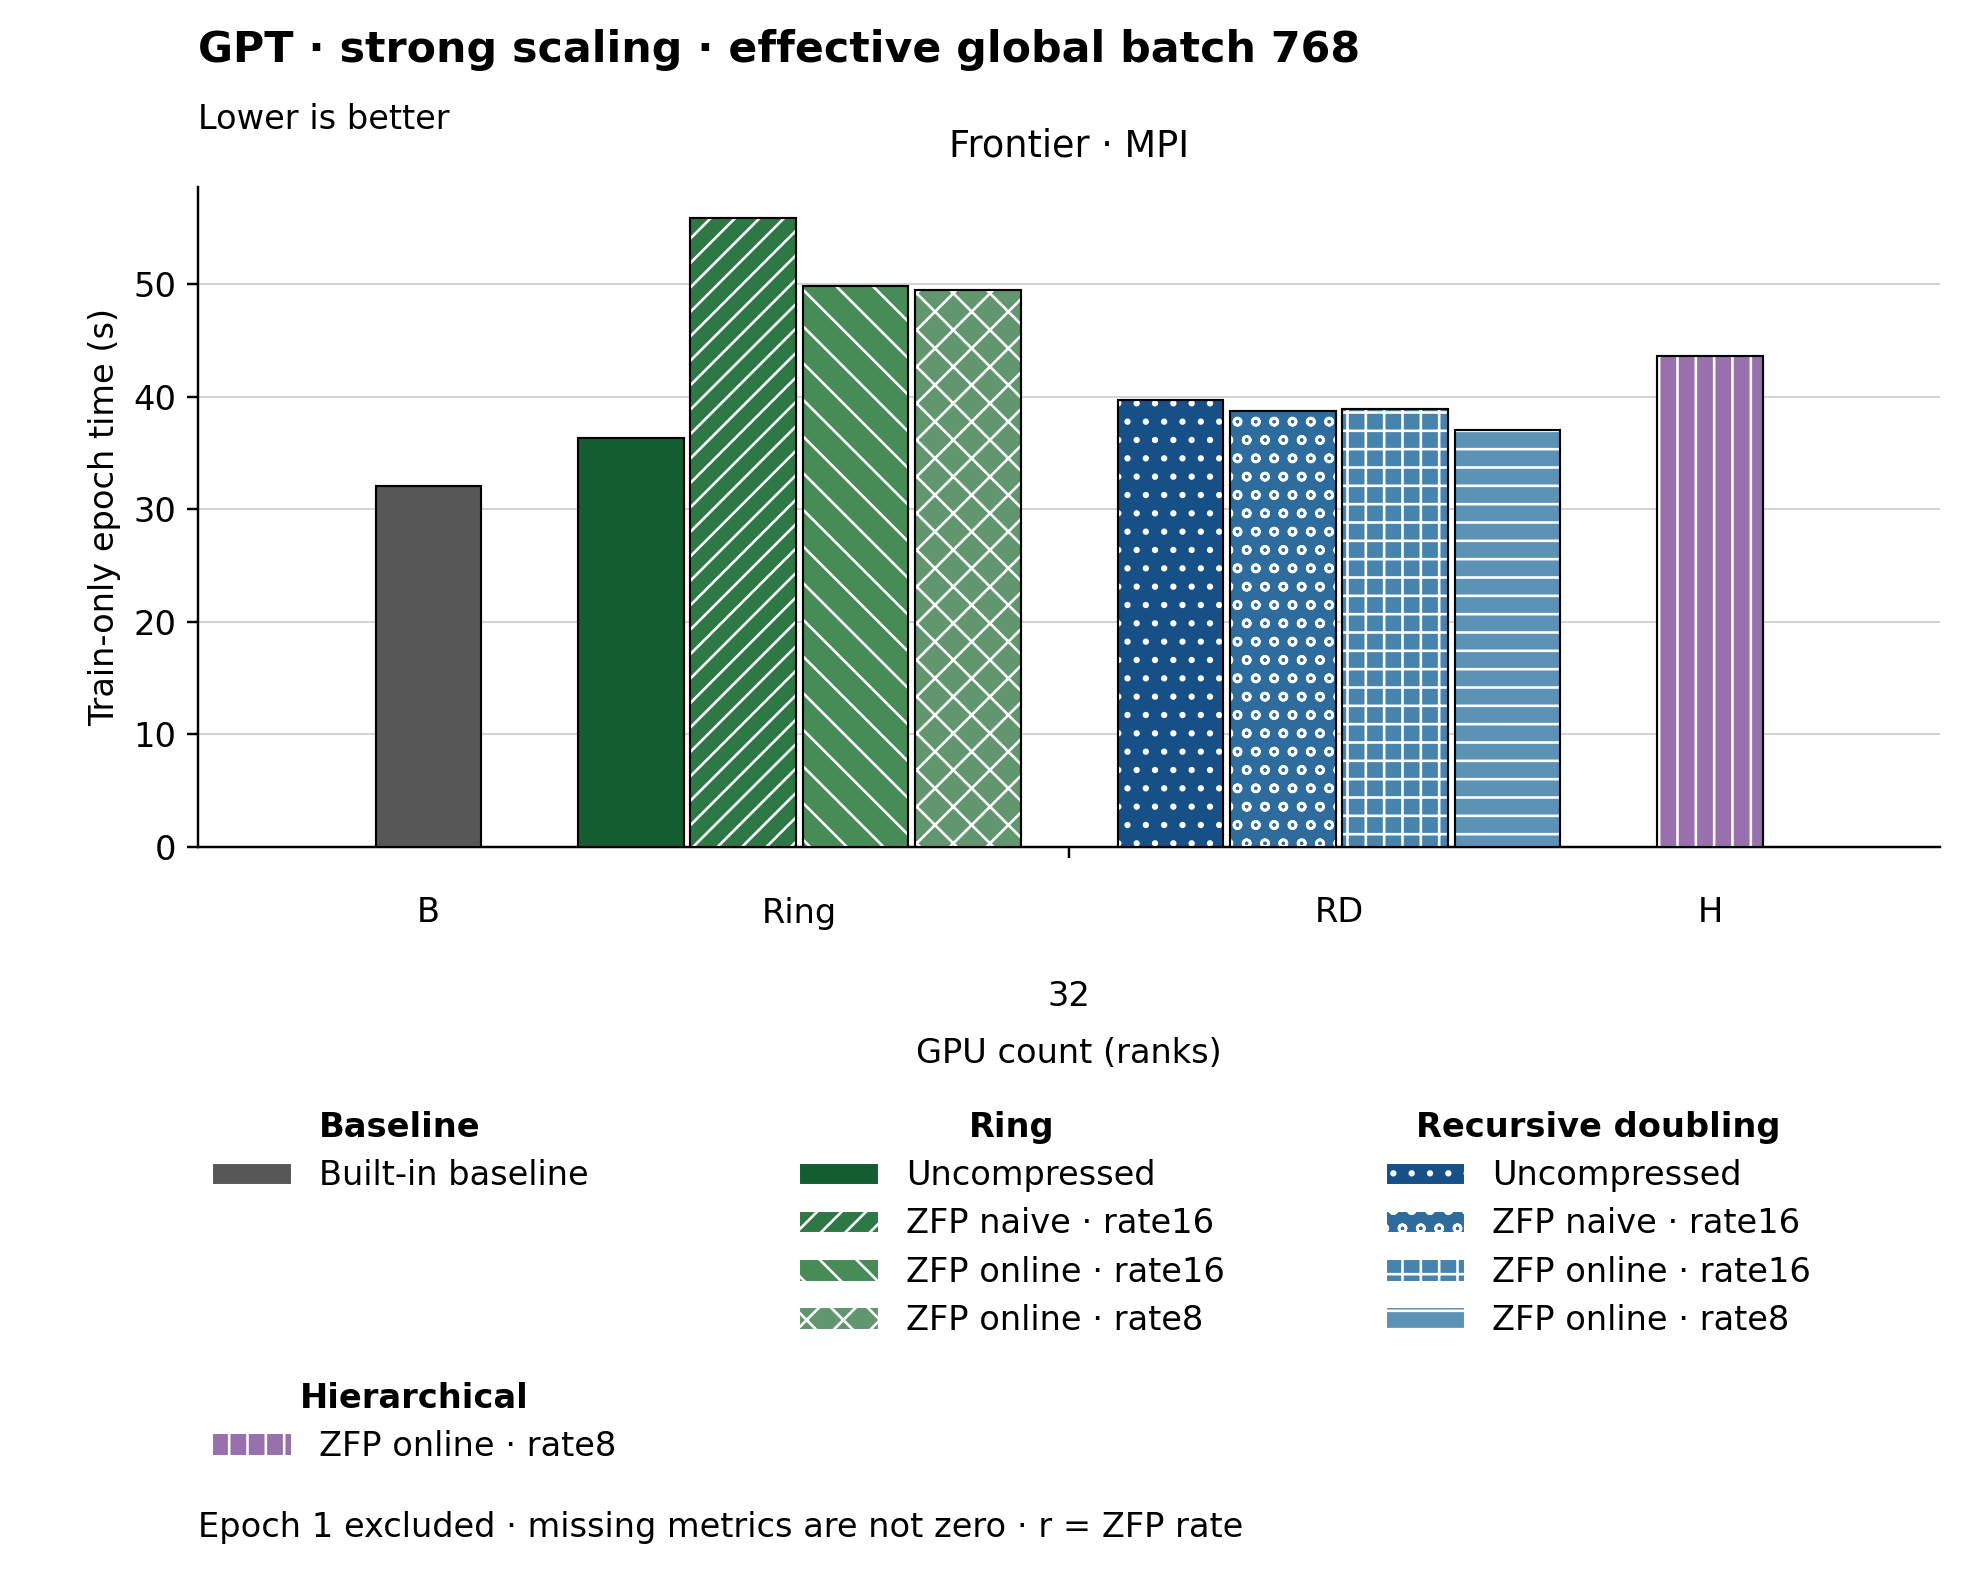 GPT · strong scaling · effective global batch 768
Lower is better
Frontier · MPI
Train-only epoch time (s)
50
40
30
20
10
0
B Ring RD H
32
GPU count (ranks)
Baseline
Built-in baseline
Ring
Uncompressed
ZFP naive · rate16
ZFP online · rate16
ZFP online · rate8
Recursive doubling
Uncompressed
ZFP naive · rate16
ZFP online · rate16
ZFP online · rate8
Hierarchical
ZFP online · rate8
Epoch 1 excluded · missing metrics are not zero · r = ZFP rate